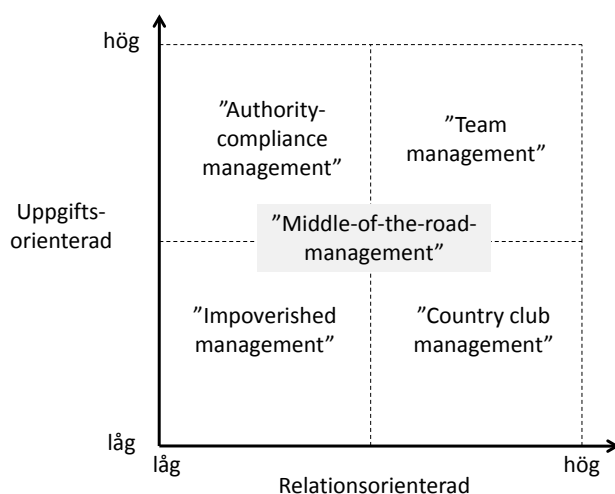 hög
”Authority-
compliance
management”
”Team
management”
Uppgifts-
orienterad
”Middle-of-the-road-
management”
”Impoverished
management”
”Country club
management”
låg
låg
hög
Relationsorienterad